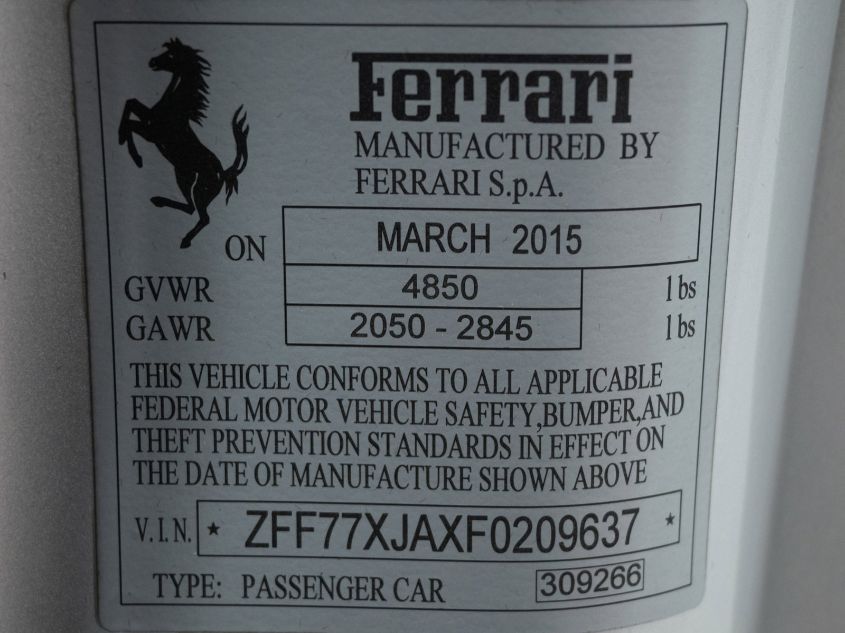 Ferrari
MANUFACTURED BY
FERRARI S.p.A.
ON MARCH 2015
GVWR 4850 lbs
GAWR 2050 - 2845 lbs
THIS VEHICLE CONFORMS TO ALL APPLICABLE
FEDERAL MOTOR VEHICLE SAFETY,BUMPER,AND
THEFT PREVENTION STANDARDS IN EFFECT ON
THE DATE OF MANUFACTURE SHOWN ABOVE
V.I.N. * ZFF77XJAXF0209637 *
TYPE: PASSENGER CAR 309266